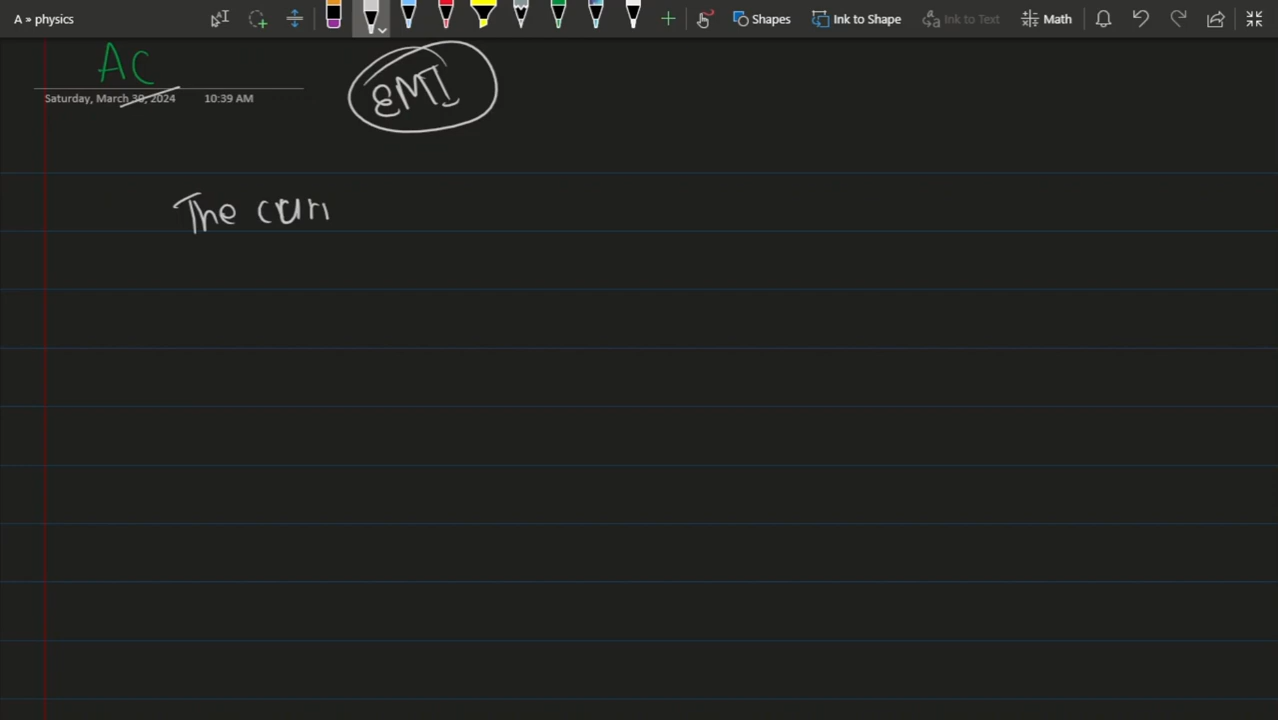 A » physics
Shapes
Ink to Shape
Ink to Text
Math
AC
EMI
Saturday, March 30, 2024 10:39 AM
The curr